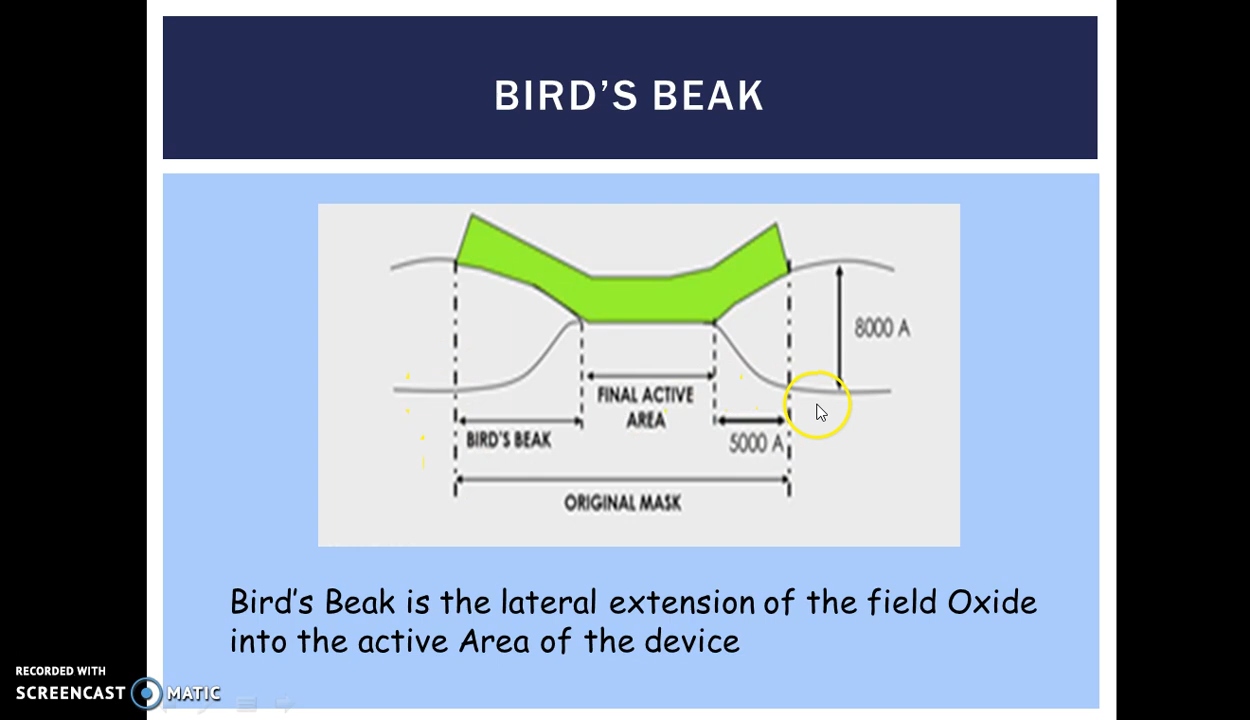 BIRD'S BEAK
8000 A
FINAL ACTIVE
AREA
BIRD'S BEAK
5000 A
ORIGINAL MASK
Bird's Beak is the lateral extension of the field Oxide
into the active Area of the device
RECORDED WITH
SCREENCAST MATIC